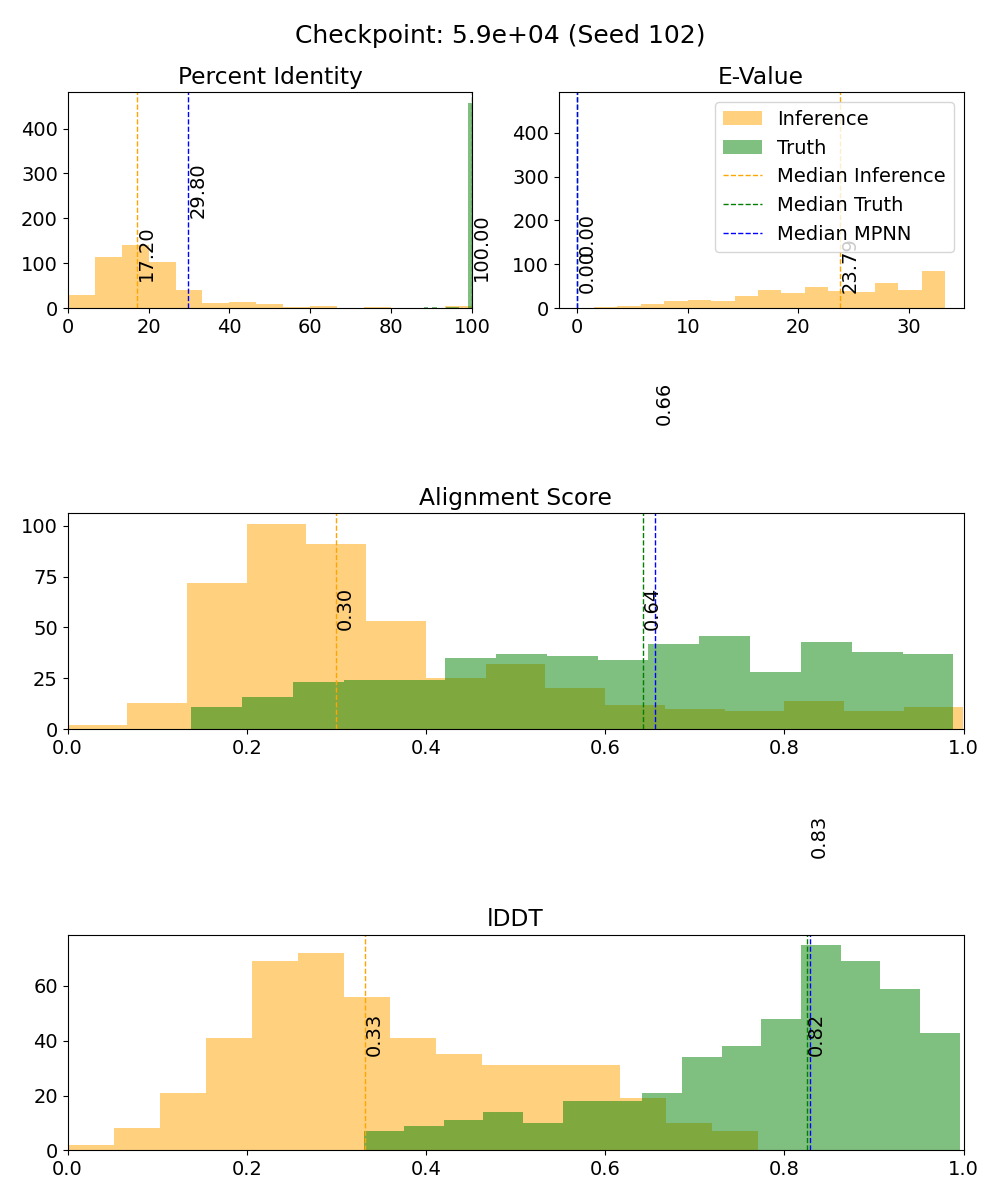 Checkpoint: 5.9e+04 (Seed 102)
Percent Identity
400
300
200
100
0
0 20 40 60 80 100
17.20
29.80
100.00
E-Value
400
300
200
100
0
0 10 20 30
0.00
0.00
23.79
Inference
Truth
Median Inference
Median Truth
Median MPNN
0.66
Alignment Score
100
75
50
25
0
0.0 0.2 0.4 0.6 0.8 1.0
0.30
0.64
0.83
lDDT
60
40
20
0
0.0 0.2 0.4 0.6 0.8 1.0
0.33
0.82